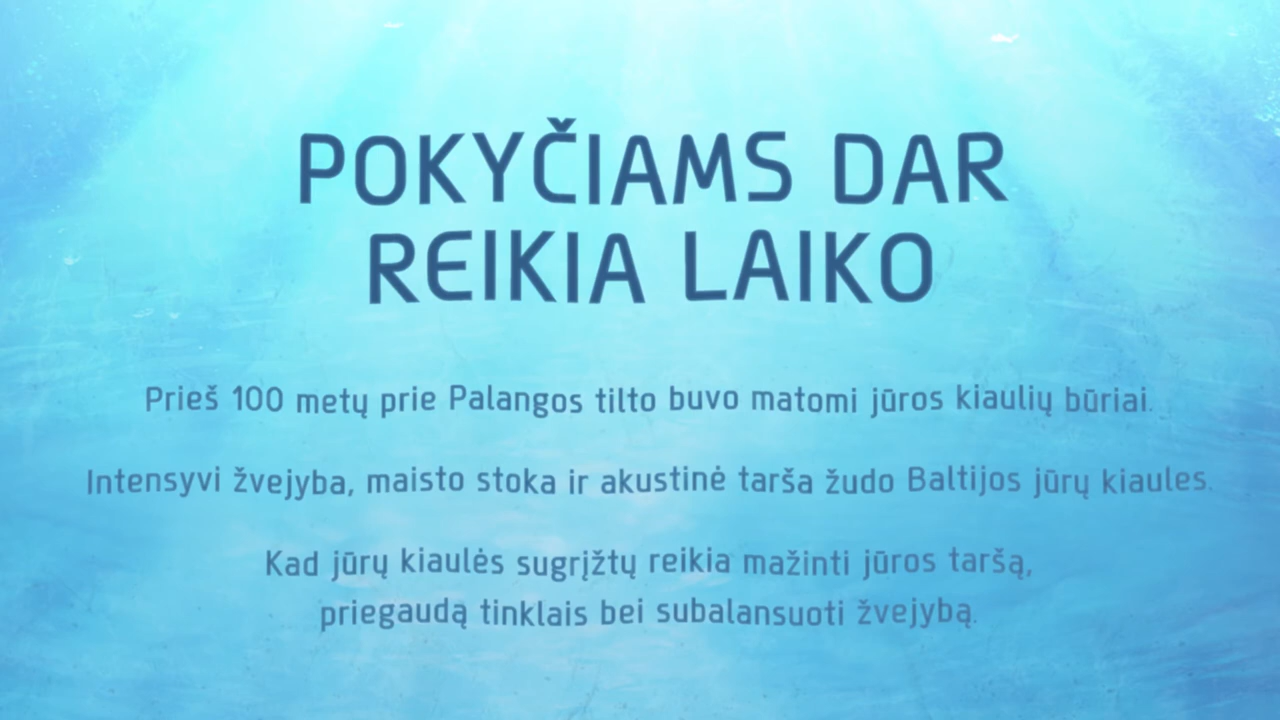 POKYČIAMS DAR
REIKIA LAIKO
Prieš 100 metų prie Palangos tilto buvo matomi jūros kiaulių būriai.
Intensyvi žvejyba, maisto stoka ir akustinė tarša žudo Baltijos jūrų kiaules.
Kad jūrų kiaulės sugrįžtų reikia mažinti jūros taršą,
priegaudą tinklais bei subalansuoti žvejybą.